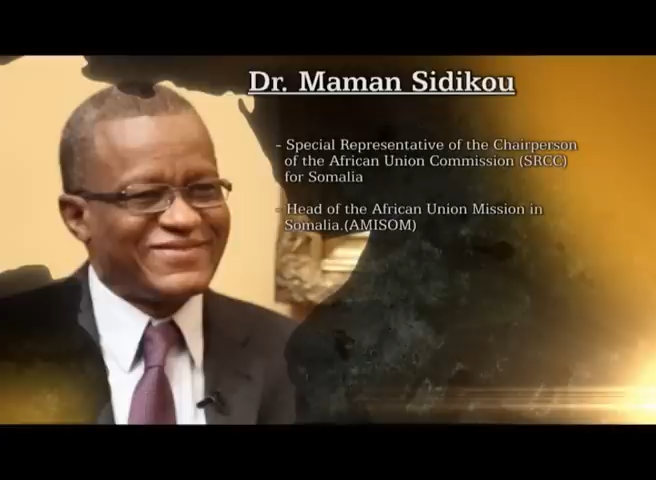 Dr. Maman Sidikou
- Special Representative of the Chairperson
of the African Union Commission (SRCC)
for Somalia
- Head of the African Union Mission in
Somalia.(AMISOM)